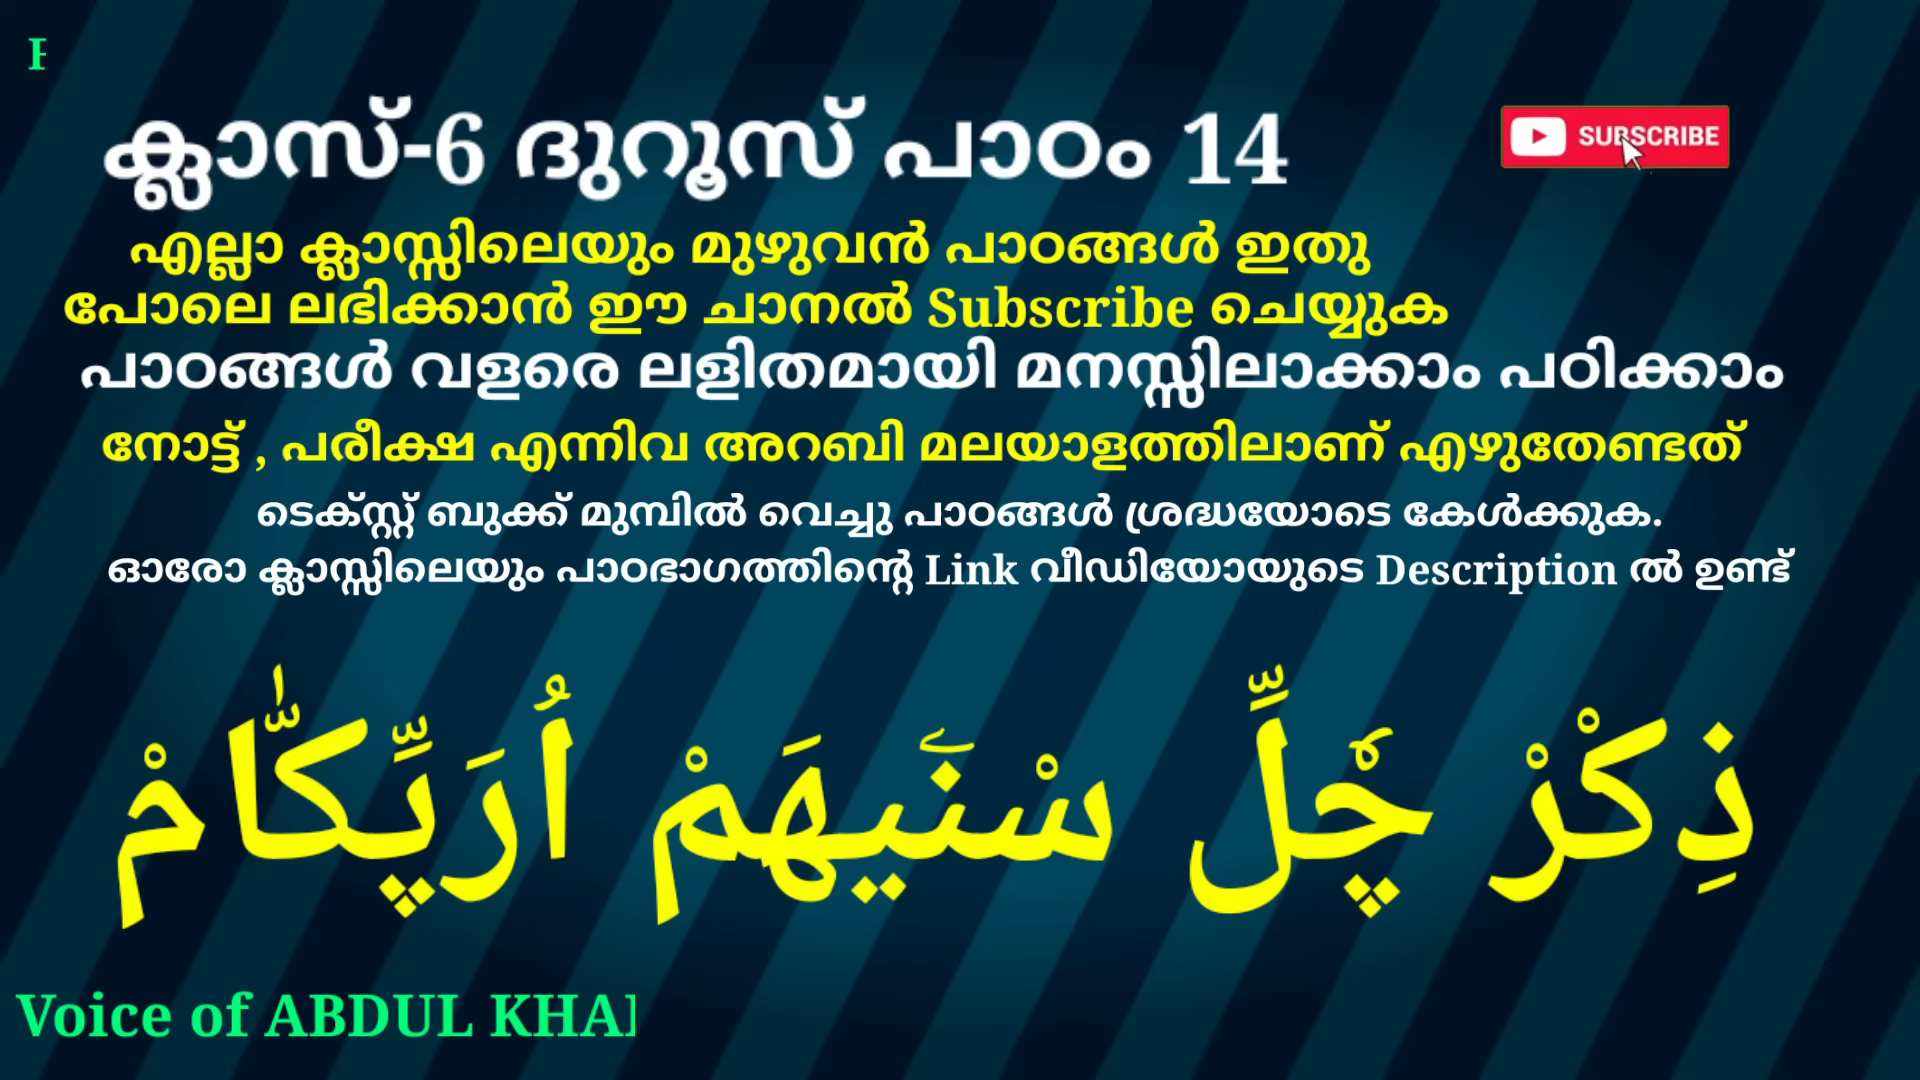 ക്ലാസ്-6 ദുറൂസ് പാഠം 14
SUBSCRIBE
എല്ലാ ക്ലാസ്സിലെയും മുഴുവൻ പാഠങ്ങൾ ഇതു
പോലെ ലഭിക്കാൻ ഈ ചാനൽ Subscribe ചെയ്യുക
പാഠങ്ങൾ വളരെ ലളിതമായി മനസ്സിലാക്കാം പഠിക്കാം
നോട്ട് , പരീക്ഷ എന്നിവ അറബി മലയാളത്തിലാണ് എഴുതേണ്ടത്
ടെക്സ്റ്റ് ബുക്ക് മുമ്പിൽ വെച്ചു പാഠങ്ങൾ ശ്രദ്ധയോടെ കേൾക്കുക.
ഓരോ ക്ലാസ്സിലെയും പാഠഭാഗത്തിന്റെ Link വീഡിയോയുടെ Description ൽ ഉണ്ട്
ذِكْرْ چٗلِّ سْنَيهَمْ اُرَپِّكّٰامْ
Voice of ABDUL KHA